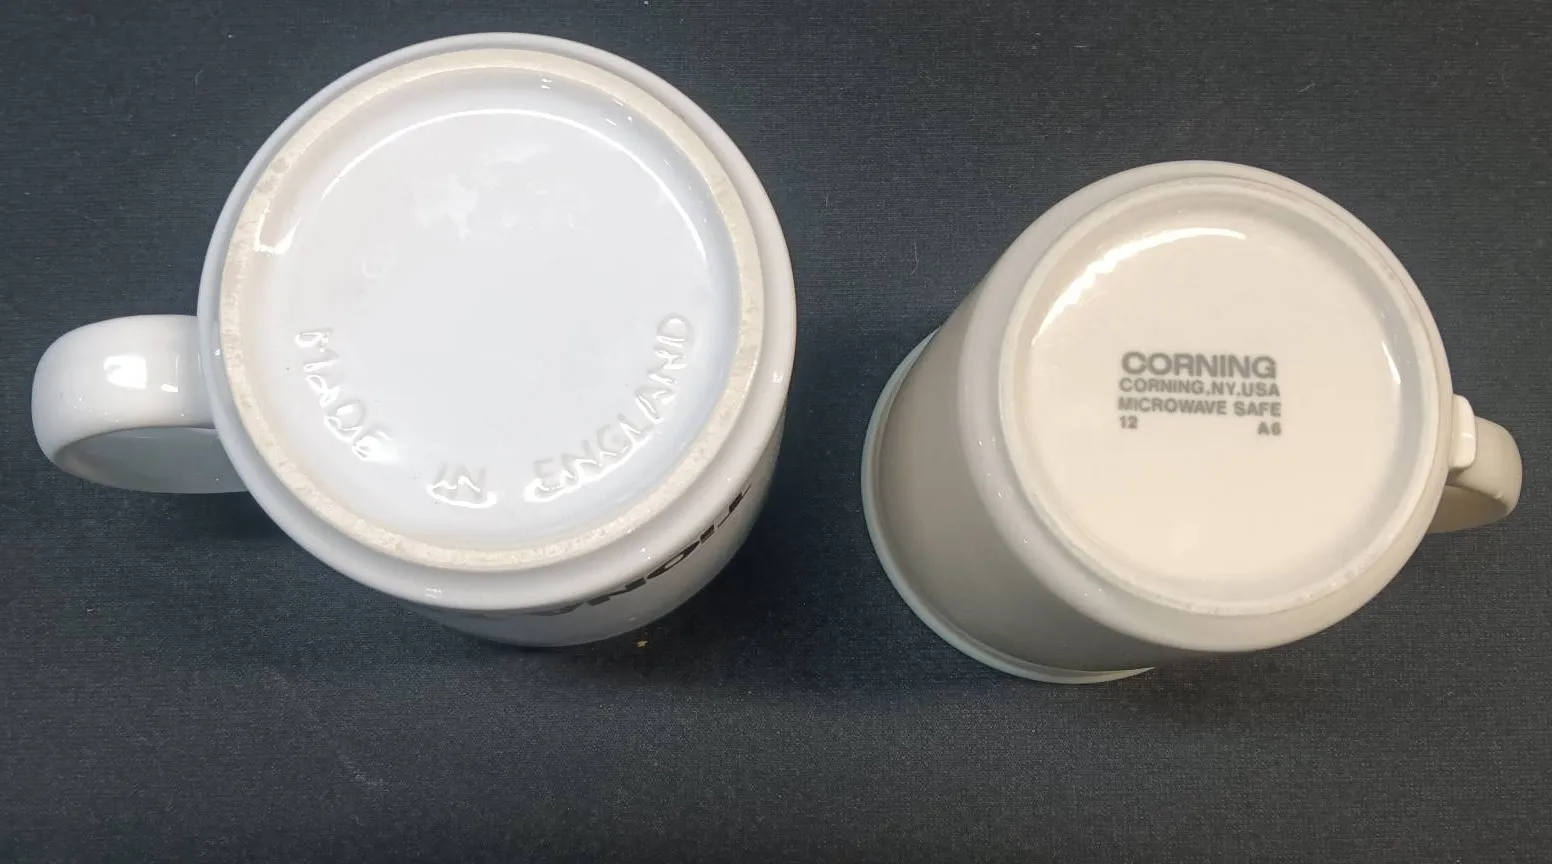 MADE IN ENGLAND
CORNING
CORNING, NY. USA
MICROWAVE SAFE
12 A6